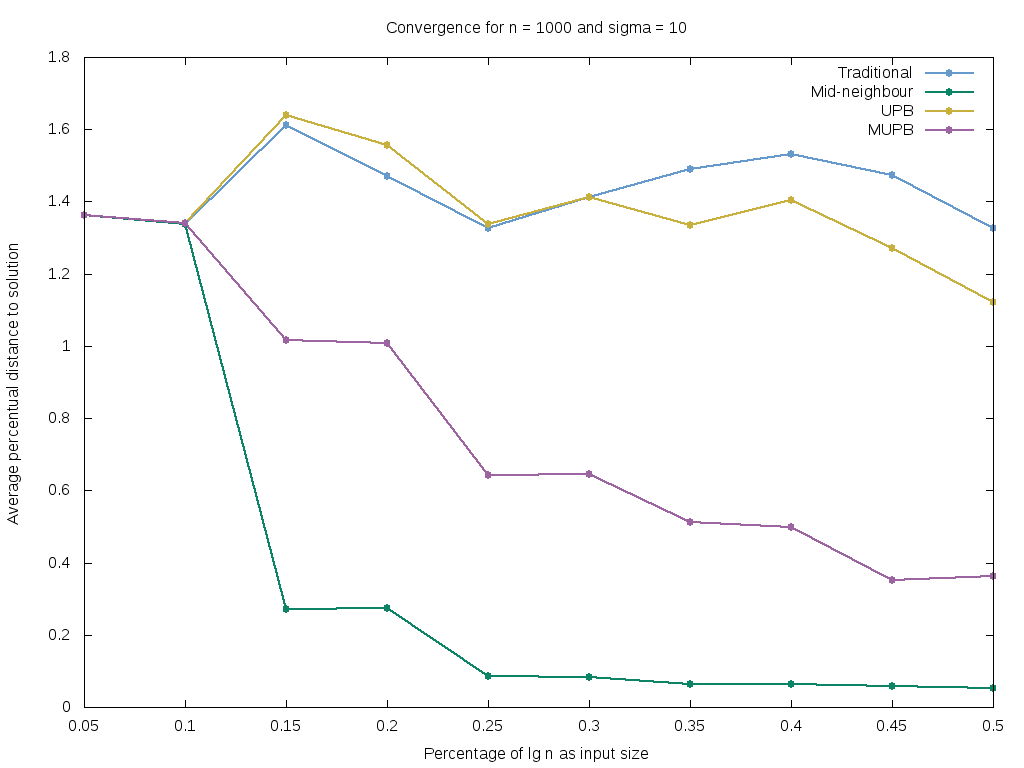 Convergence for n = 1000 and sigma = 10
Traditional
Mid-neighbour
UPB
MUPB
Average percentual distance to solution
1.8
1.6
1.4
1.2
1
0.8
0.6
0.4
0.2
0
0.05
0.1
0.15
0.2
0.25
0.3
0.35
0.4
0.45
0.5
Percentage of lg n as input size